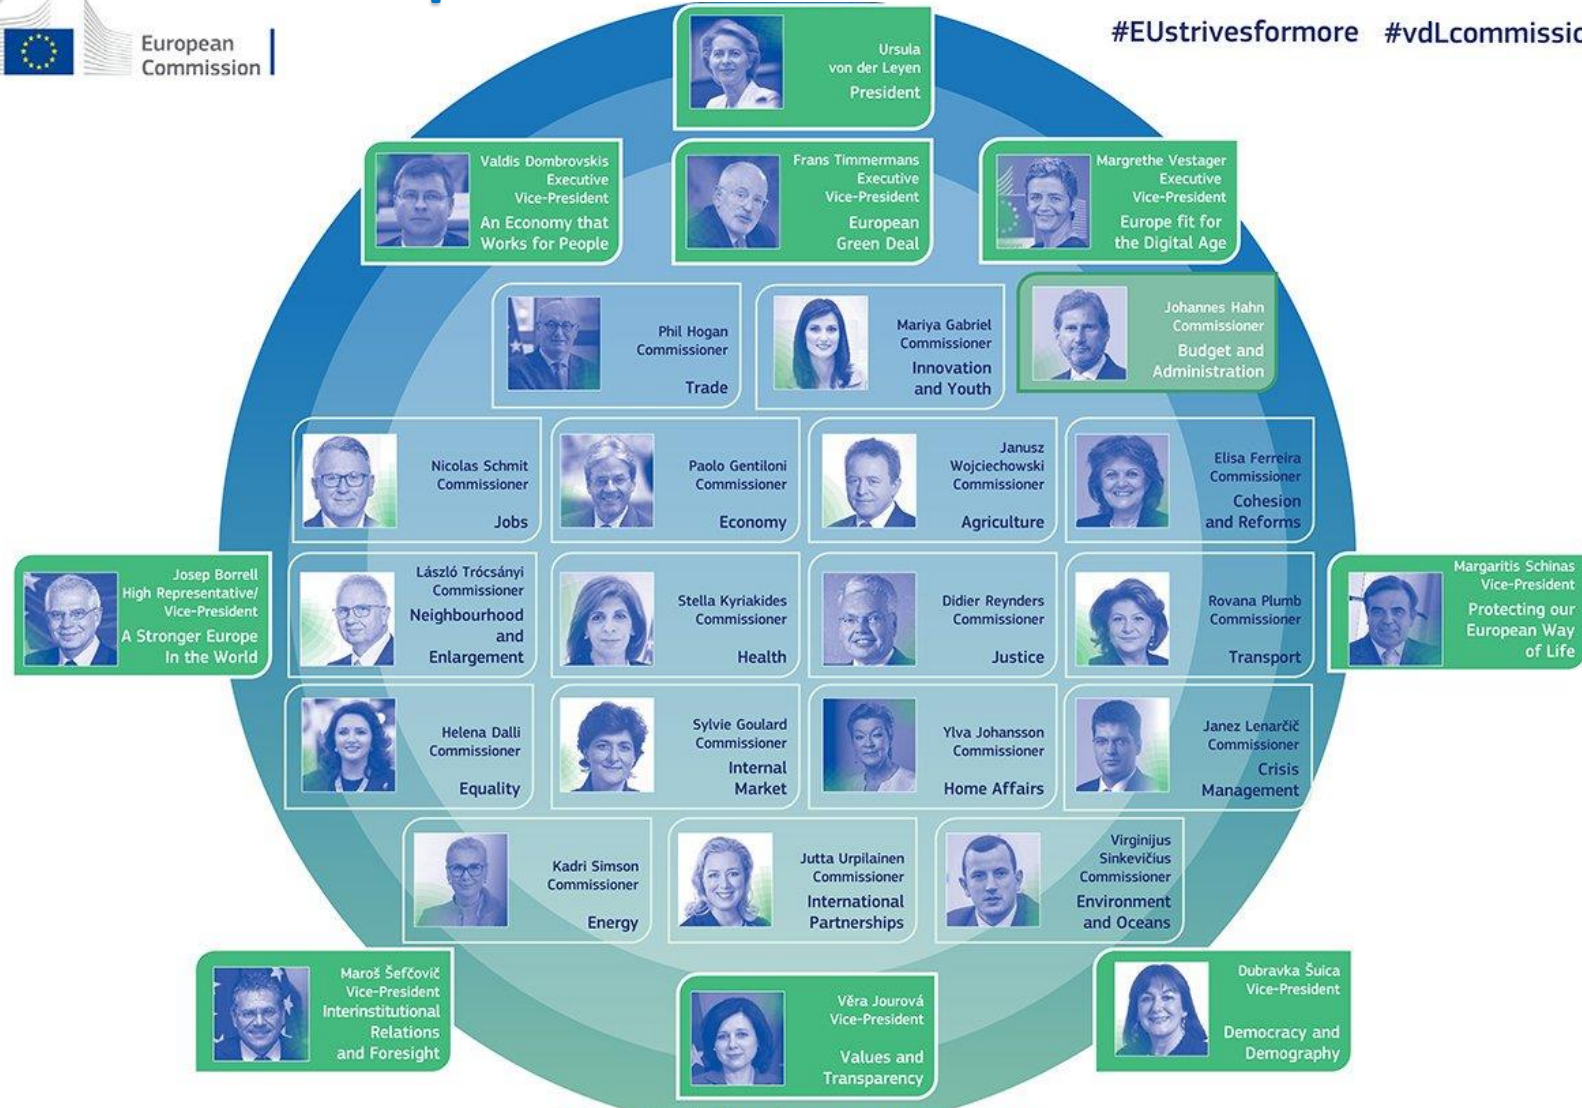 European
Commission
#EUstrivesformore #vdLcommissio
Ursula
von der Leyen
President
Valdis Dombrovskis
Executive
Vice-President
An Economy that
Works for People
Frans Timmermans
Executive
Vice-President
European
Green Deal
Margrethe Vestager
Executive
Vice-President
Europe fit for
the Digital Age
Phil Hogan
Commissioner
Trade
Mariya Gabriel
Commissioner
Innovation
and Youth
Johannes Hahn
Commissioner
Budget and
Administration
Nicolas Schmit
Commissioner
Jobs
Paolo Gentiloni
Commissioner
Economy
Janusz
Wojciechowski
Commissioner
Agriculture
Elisa Ferreira
Commissioner
Cohesion
and Reforms
Josep Borrell
High Representative/
Vice-President
A Stronger Europe
In the World
László Trócsányi
Commissioner
Neighbourhood
and
Enlargement
Stella Kyriakides
Commissioner
Health
Didier Reynders
Commissioner
Justice
Rovana Plumb
Commissioner
Transport
Margaritis Schinas
Vice-President
Protecting our
European Way
of Life
Helena Dalli
Commissioner
Equality
Sylvie Goulard
Commissioner
Internal
Market
Ylva Johansson
Commissioner
Home Affairs
Janez Lenarčič
Commissioner
Crisis
Management
Kadri Simson
Commissioner
Energy
Jutta Urpilainen
Commissioner
International
Partnerships
Virginijus
Sinkevičius
Commissioner
Environment
and Oceans
Maroš Šefčovič
Vice-President
Interinstitutional
Relations
and Foresight
Věra Jourová
Vice-President
Values and
Transparency
Dubravka Šuica
Vice-President
Democracy and
Demography